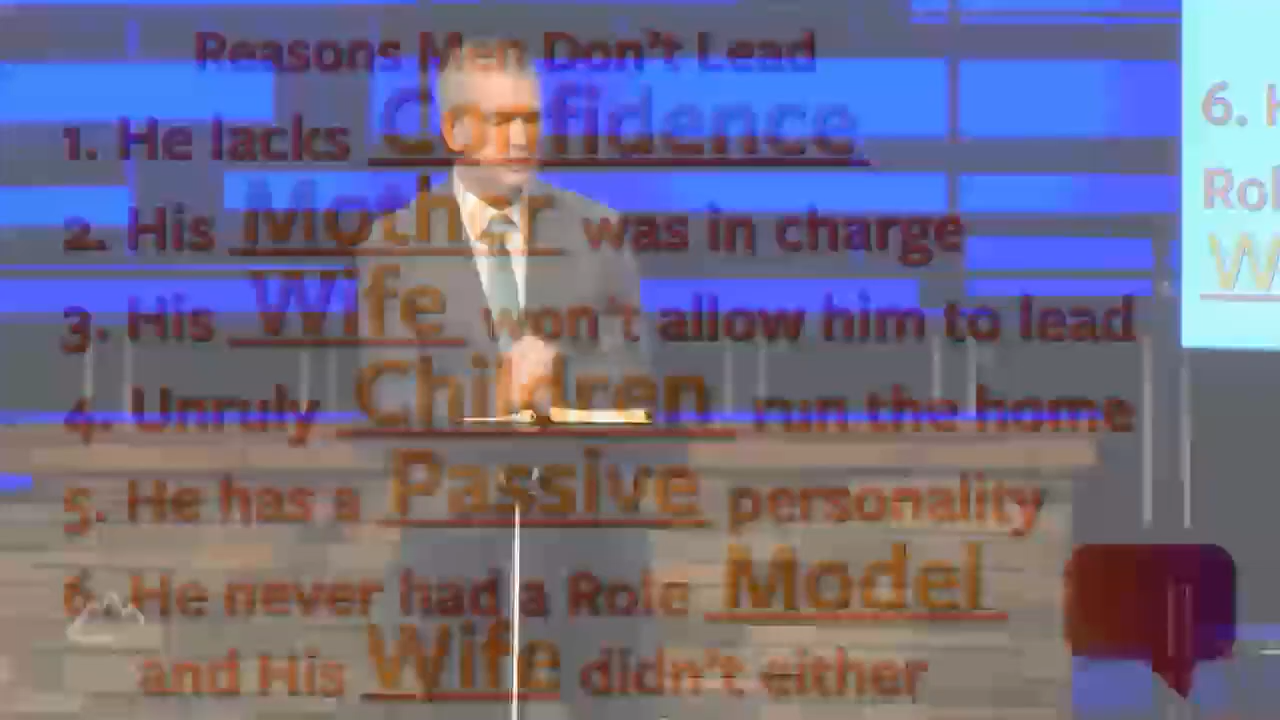 Reasons Men Don't Lead
1. He lacks Confidence
2. His Mother was in charge
3. His Wife won't allow him to lead
4. Unruly Children run the home
5. He has a Passive personality
6. He never had a Role Model
and His Wife didn't either
6. H
Rol
W